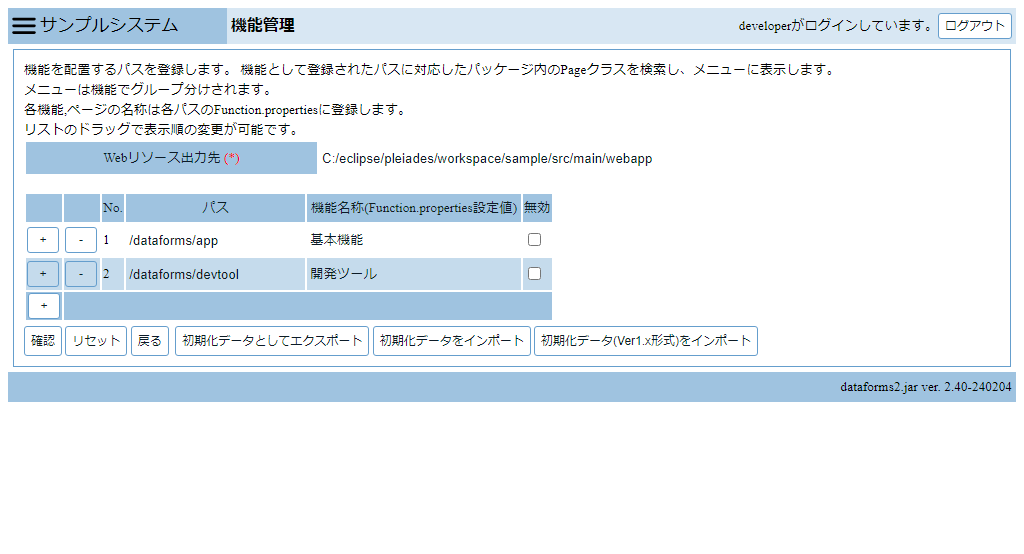 サンプルシステム 機能管理 developerがログインしています。 ログアウト
機能を配置するパスを登録します。 機能として登録されたパスに対応したパッケージ内のPageクラスを検索し、メニューに表示します。
メニューは機能でグループ分けされます。
各機能,ページの名称は各パスのFunction.propertiesに登録します。
リストのドラッグで表示順の変更が可能です。
Webリソース出力先 (*) C:/eclipse/pleiades/workspace/sample/src/main/webapp
No. パス 機能名称(Function.properties設定値) 無効
+ - 1 /dataforms/app 基本機能
+ - 2 /dataforms/devtool 開発ツール
+
確認 リセット 戻る 初期化データとしてエクスポート 初期化データをインポート 初期化データ(Ver1.x形式)をインポート
dataforms2.jar ver. 2.40-240204